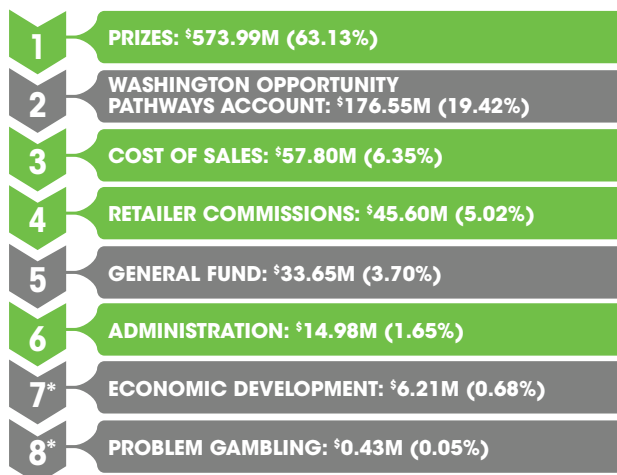 1
PRIZES: $573.99M (63.13%)
2
WASHINGTON OPPORTUNITY
PATHWAYS ACCOUNT: $176.55M (19.42%)
3
COST OF SALES: $57.80M (6.35%)
4
RETAILER COMMISSIONS: $45.60M (5.02%)
5
GENERAL FUND: $33.65M (3.70%)
6
ADMINISTRATION: $14.98M (1.65%)
7*
ECONOMIC DEVELOPMENT: $6.21M (0.68%)
8*
PROBLEM GAMBLING: $0.43M (0.05%)